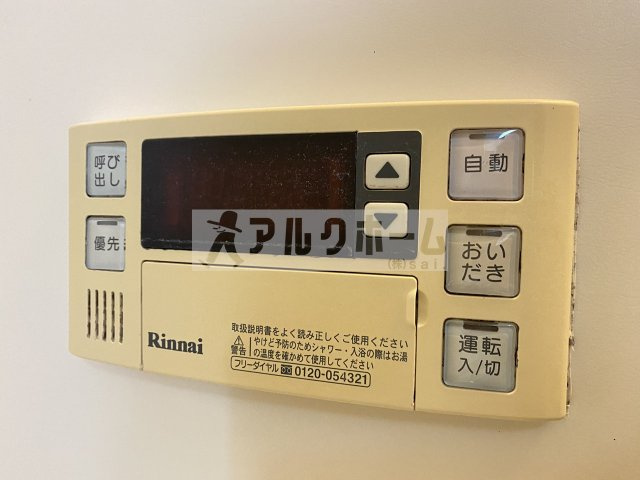 呼び
出し
優先
▲
▼
自動
おい
だき
運転
入/切
アルクホーム
(株)sai
Rinnai
取扱説明書をよく読み正しくご使用ください
警告
やけど予防のためシャワー・入浴の際はお湯
の温度を確かめて使用してください
フリーダイヤル 0120-054321